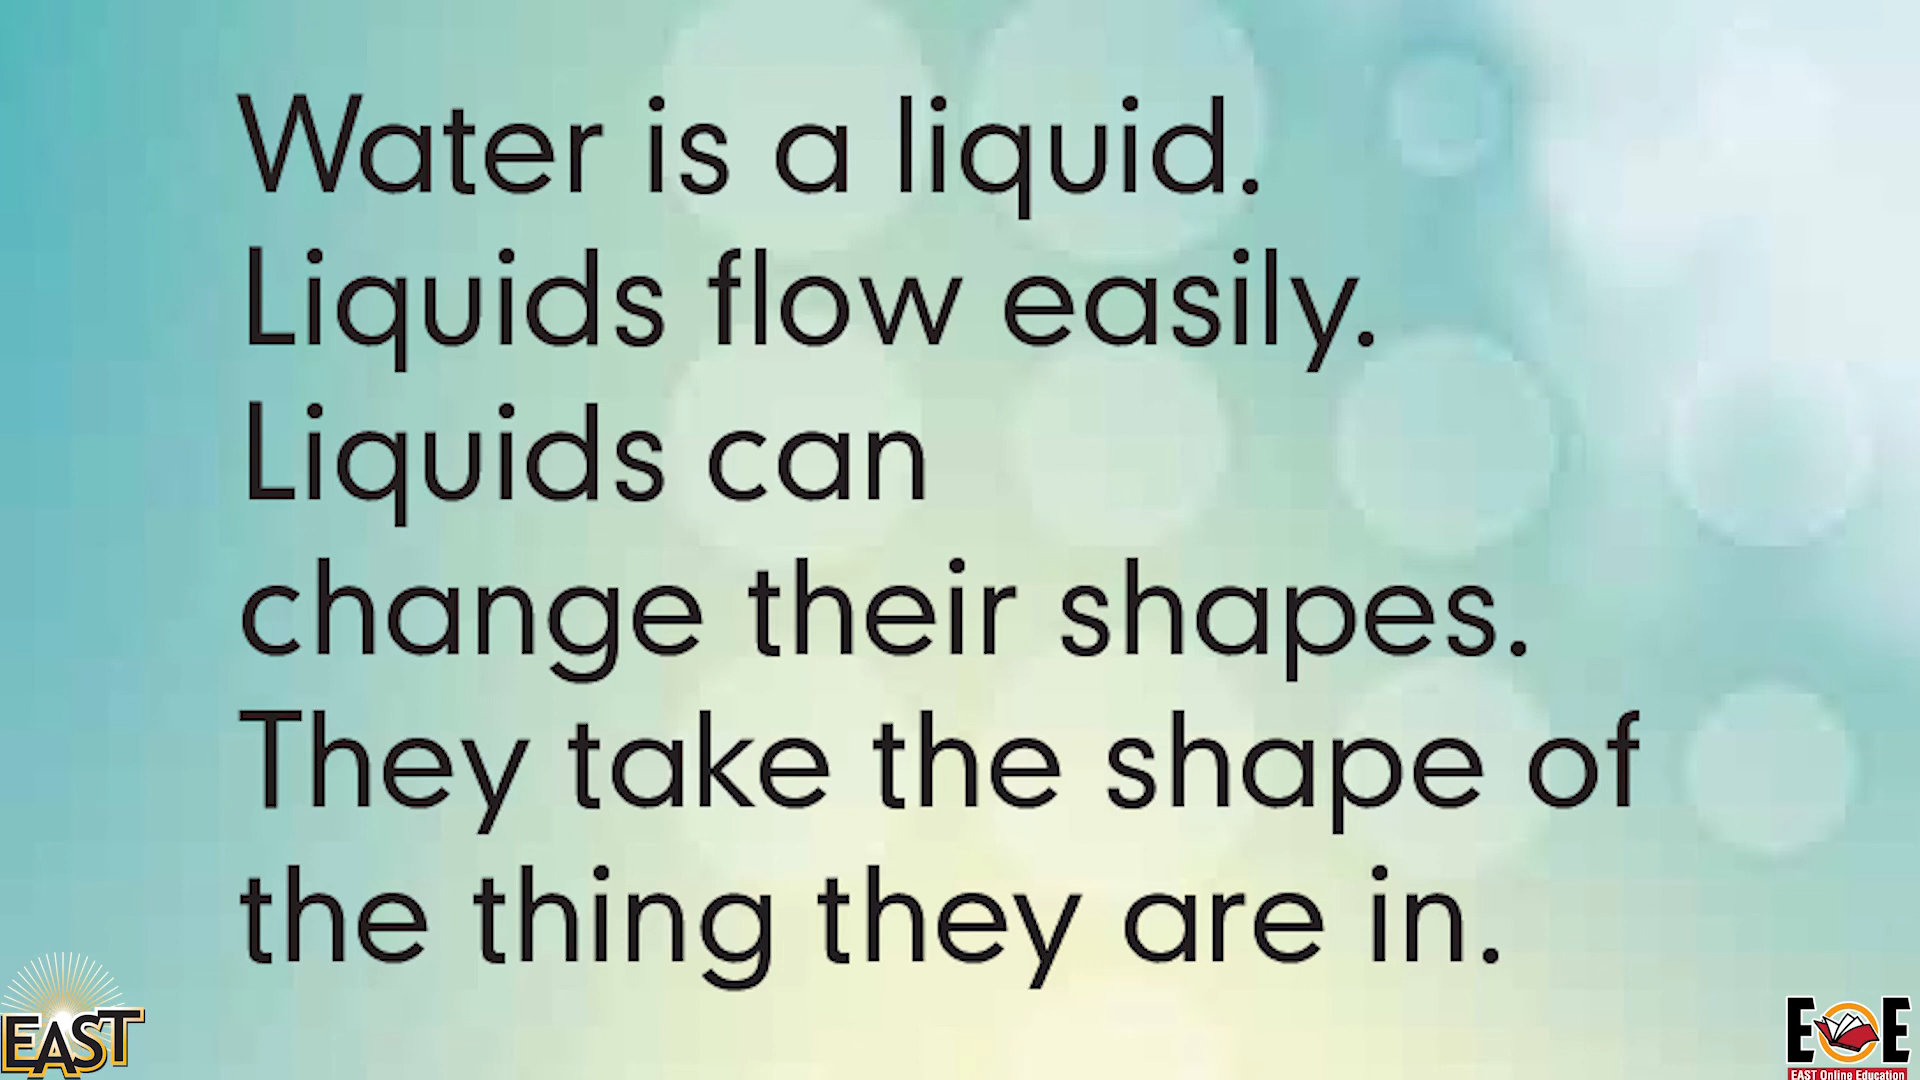 Water is a liquid.
Liquids flow easily.
Liquids can
change their shapes.
They take the shape of
the thing they are in.
EAST
EOE
EAST Online Education